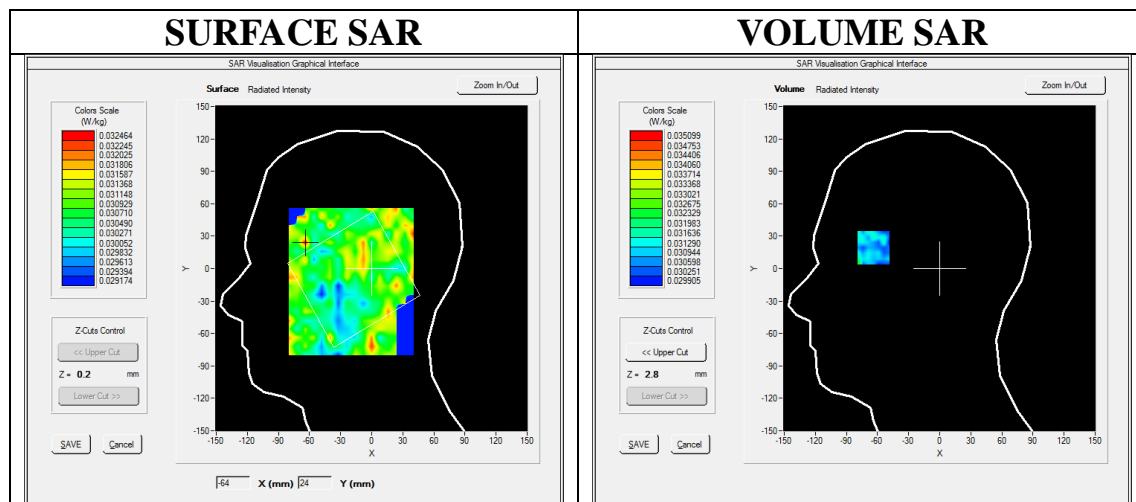 SURFACE SAR
SAR Visualisation Graphical Interface
Surface Radiated Intensity
Zoom In/Out
Colors Scale
(W/kg)
0.032464
0.032245
0.032025
0.031806
0.031587
0.031368
0.031148
0.030929
0.030710
0.030490
0.030271
0.030052
0.029832
0.029613
0.029394
0.029174
Z-Cuts Control
<< Upper Cut
Z = 0.2 mm
Lower Cut >>
SAVE Cancel
150
120
90
60
30
Y 0
-30
-60
-90
-120
-150
-150 -120 -90 -60 -30 0 30 60 90 120 150
X
-64 X (mm) 24 Y (mm)
VOLUME SAR
SAR Visualisation Graphical Interface
Volume Radiated Intensity
Zoom In/Out
Colors Scale
(W/kg)
0.035099
0.034753
0.034406
0.034060
0.033714
0.033368
0.033021
0.032675
0.032329
0.031983
0.031636
0.031290
0.030944
0.030598
0.030251
0.029905
Z-Cuts Control
<< Upper Cut
Z = 2.8 mm
Lower Cut >>
SAVE Cancel
150
120
90
60
30
Y 0
-30
-60
-90
-120
-150
-150 -120 -90 -60 -30 0 30 60 90 120 150
X